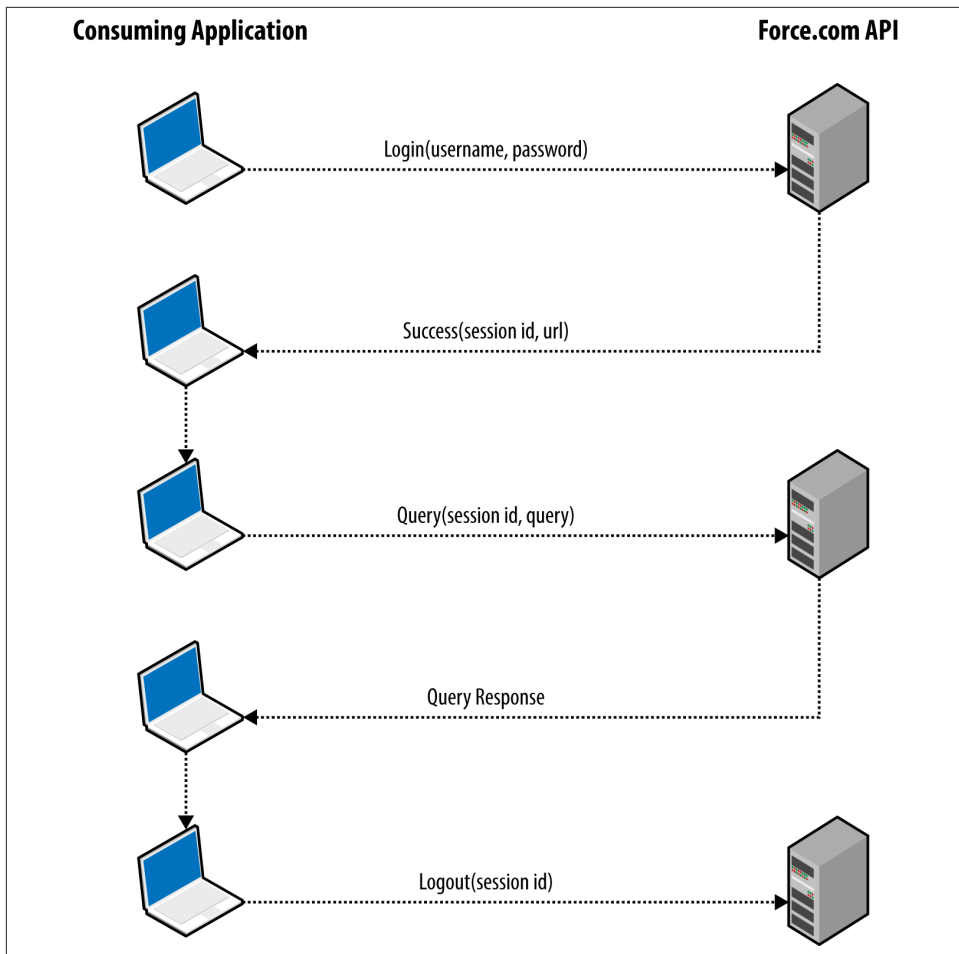 Consuming Application
Force.com API
Login(username, password)
Success(session id, url)
Query(session id, query)
Query Response
Logout(session id)